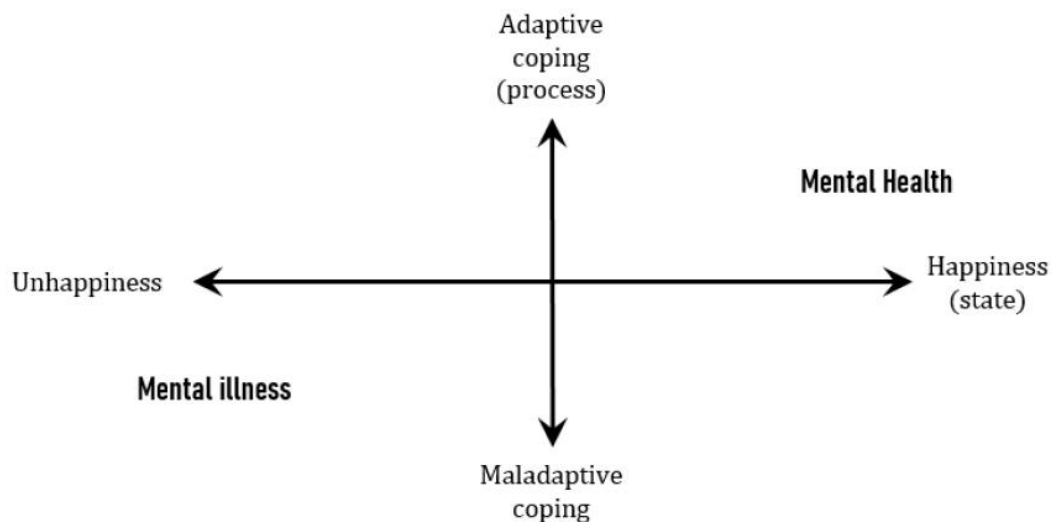 Adaptive
coping
(process)
Mental Health
Unhappiness
Happiness
(state)
Mental illness
Maladaptive
coping